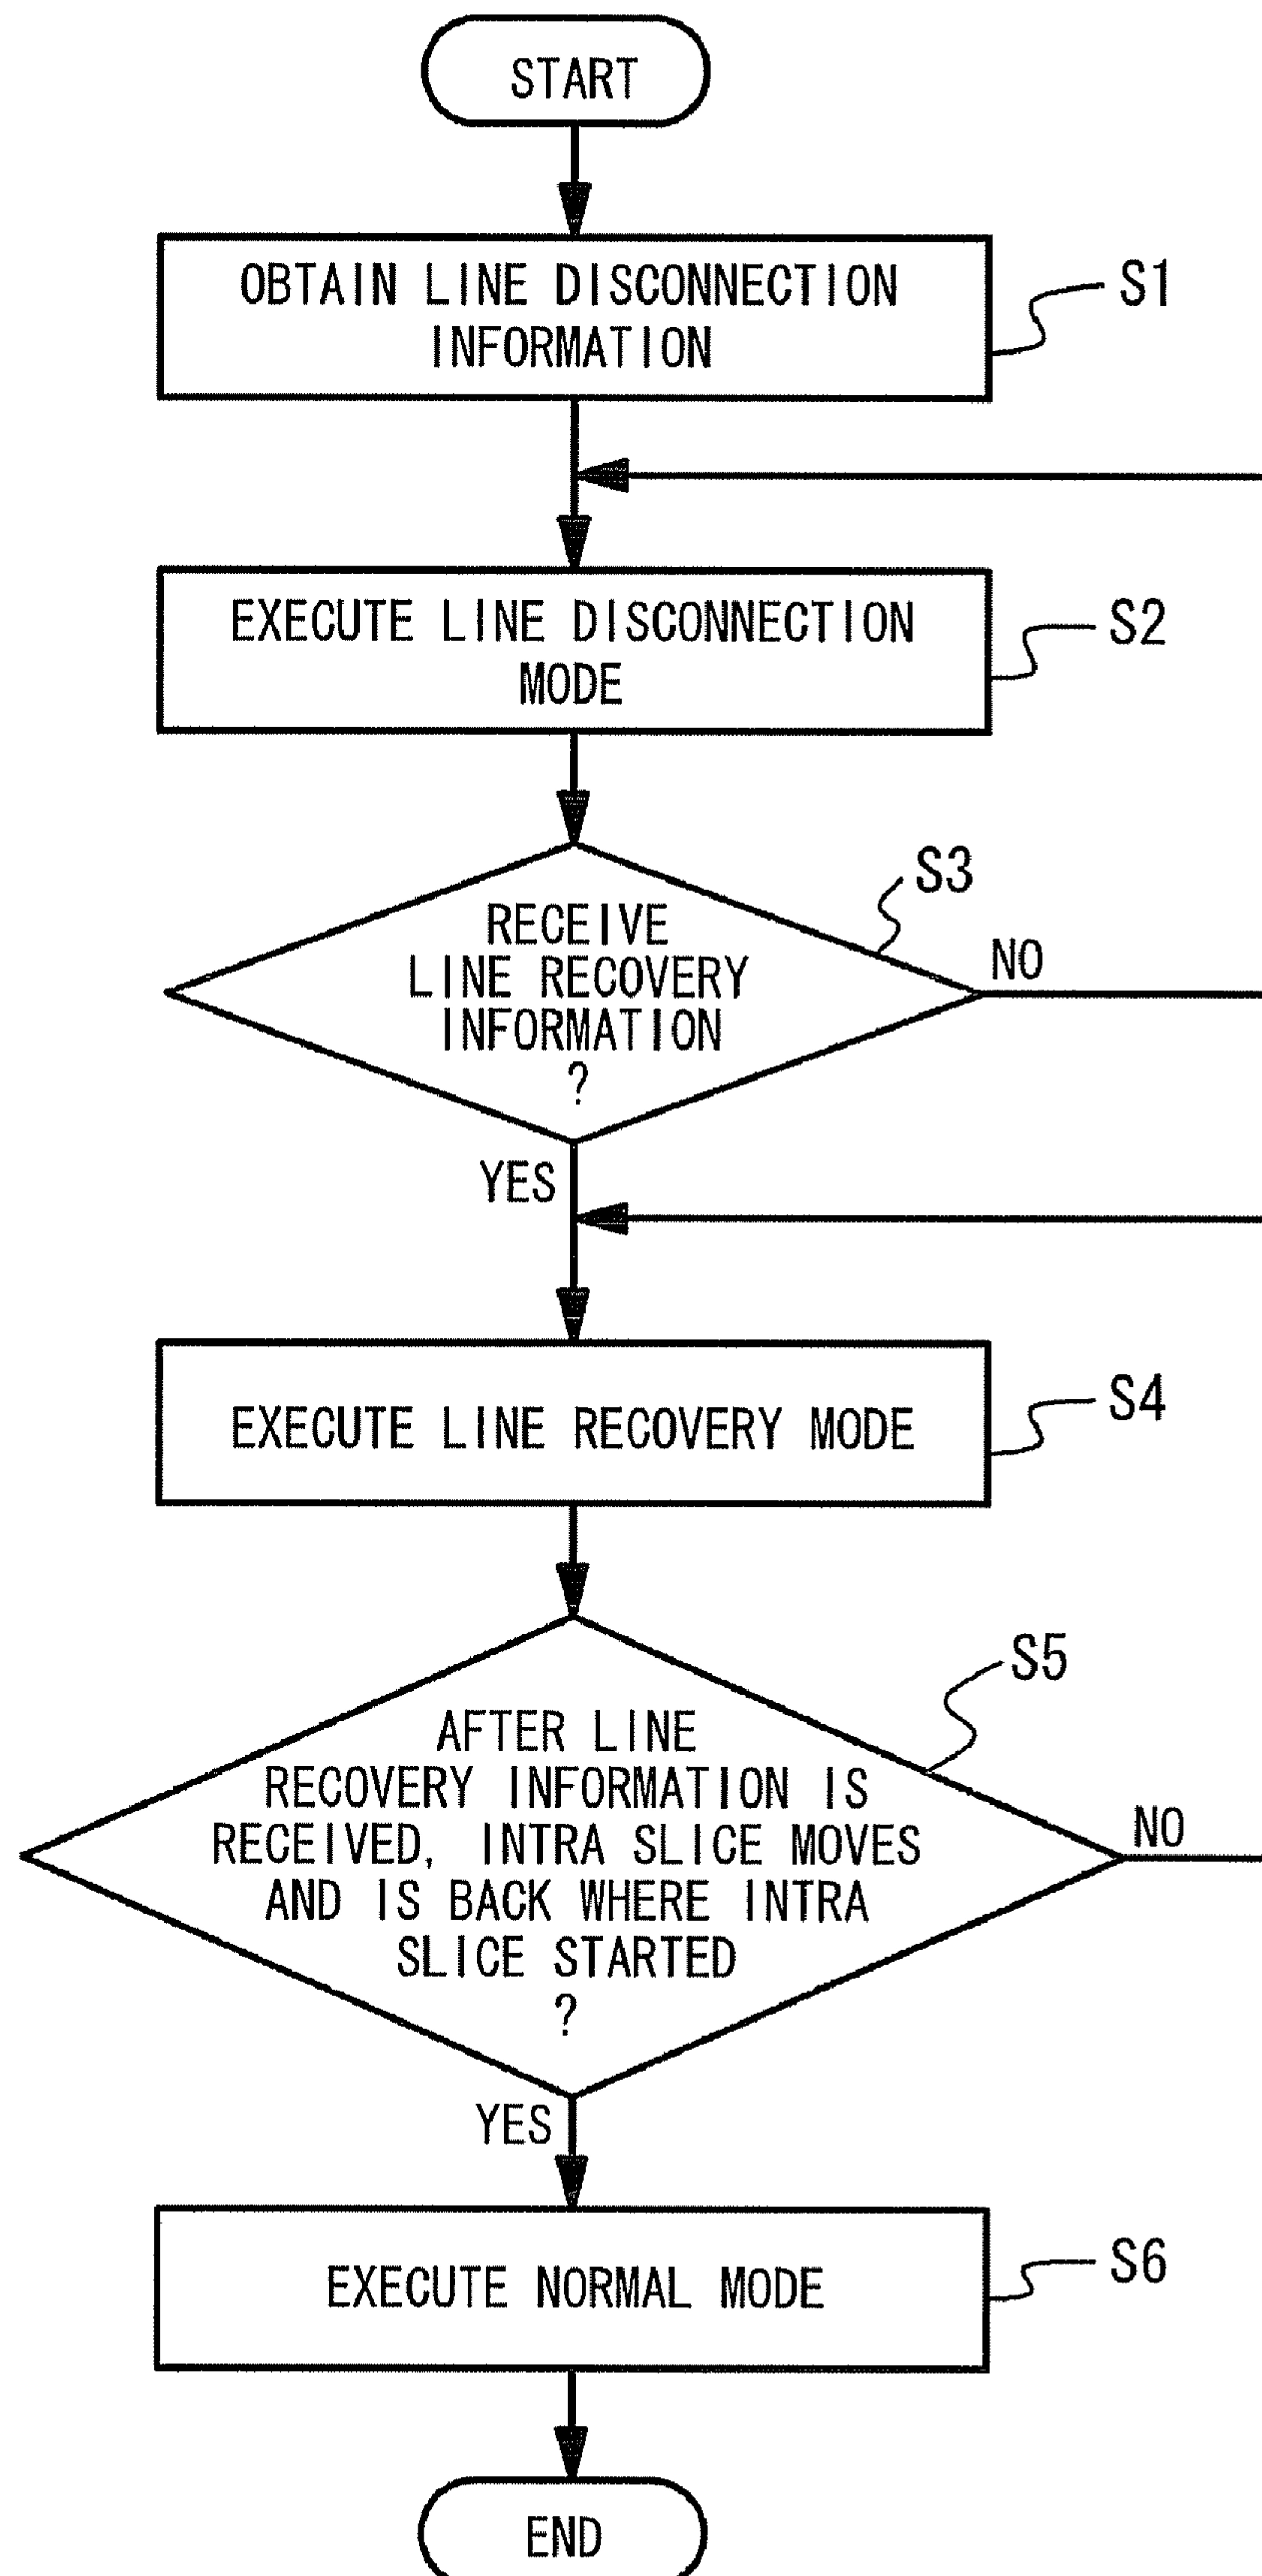 START
OBTAIN LINE DISCONNECTION
INFORMATION
S1
EXECUTE LINE DISCONNECTION
MODE
S2
S3
RECEIVE
LINE RECOVERY
INFORMATION
?
NO
YES
EXECUTE LINE RECOVERY MODE
S4
S5
AFTER LINE
RECOVERY INFORMATION IS
RECEIVED, INTRA SLICE MOVES
AND IS BACK WHERE INTRA
SLICE STARTED
?
NO
YES
EXECUTE NORMAL MODE
S6
END